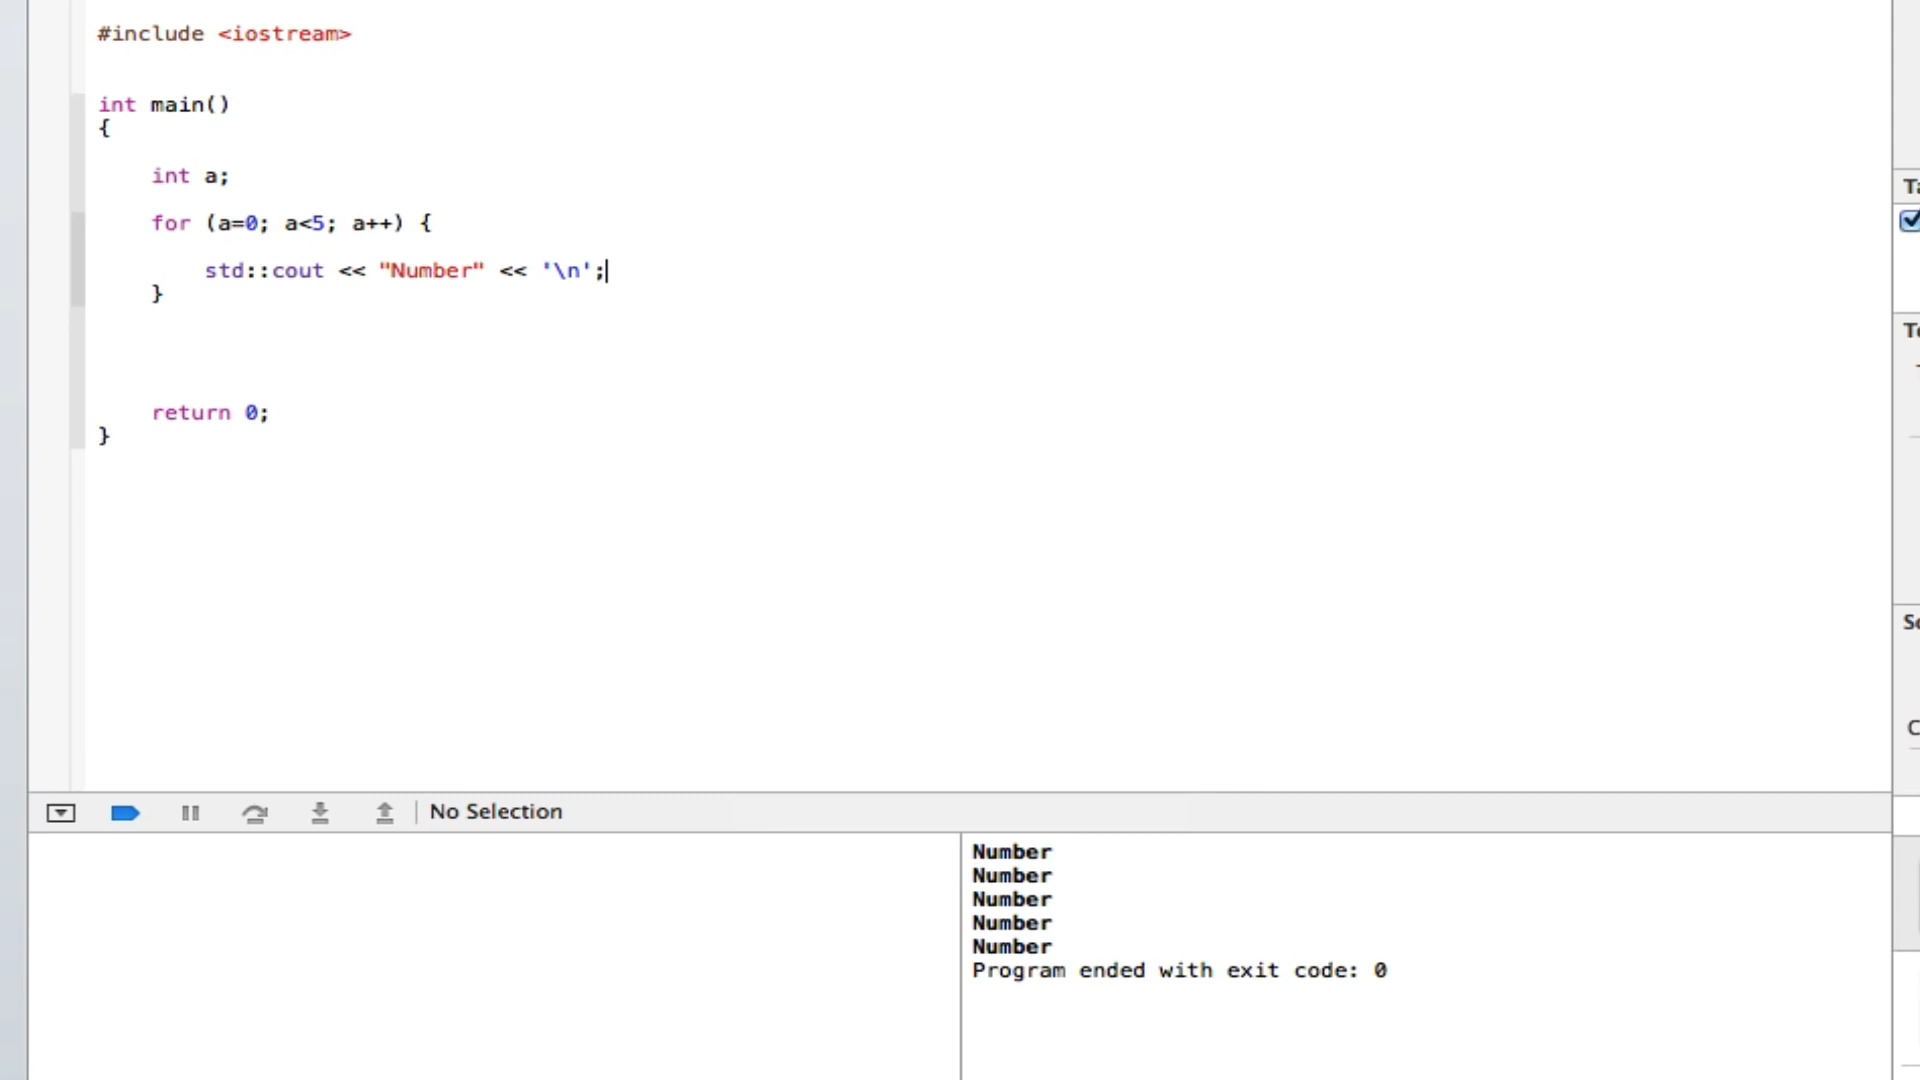 #include <iostream>
int main()
{
int a;
for (a=0; a<5; a++) {
std::cout << "Number" << '\n';
}
return 0;
}
No Selection
Number
Number
Number
Number
Number
Program ended with exit code: 0